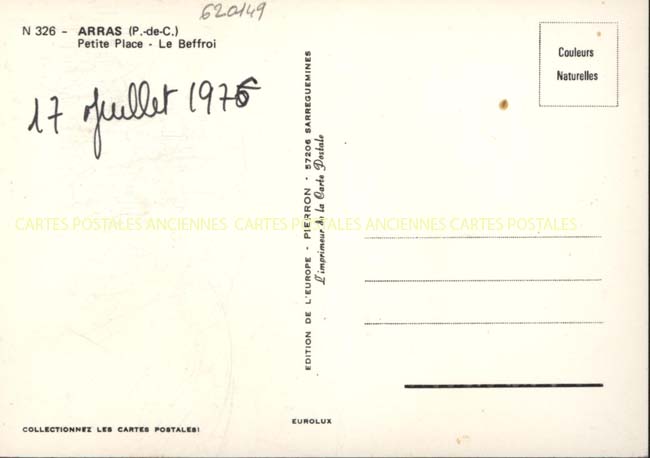 620149
N 326 - ARRAS (P.-de-C.)
Petite Place - Le Beffroi
17 Juillet 1976
Couleurs
Naturelles
EDITION DE L'EUROPE - PIERRON - 57206 SARREGUEMINES
L'imprimeur de la Carte Postale
CARTES POSTALES ANCIENNES CARTES POSTALES ANCIENNES CARTES POSTALES
EUROLUX
COLLECTIONNEZ LES CARTES POSTALES!